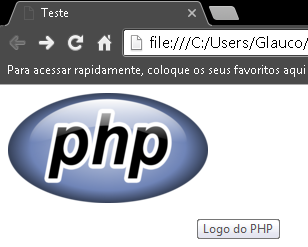 Teste
file:///C:/Users/Glauco/
Para acessar rapidamente, coloque os seus favoritos aqui
php
Logo do PHP